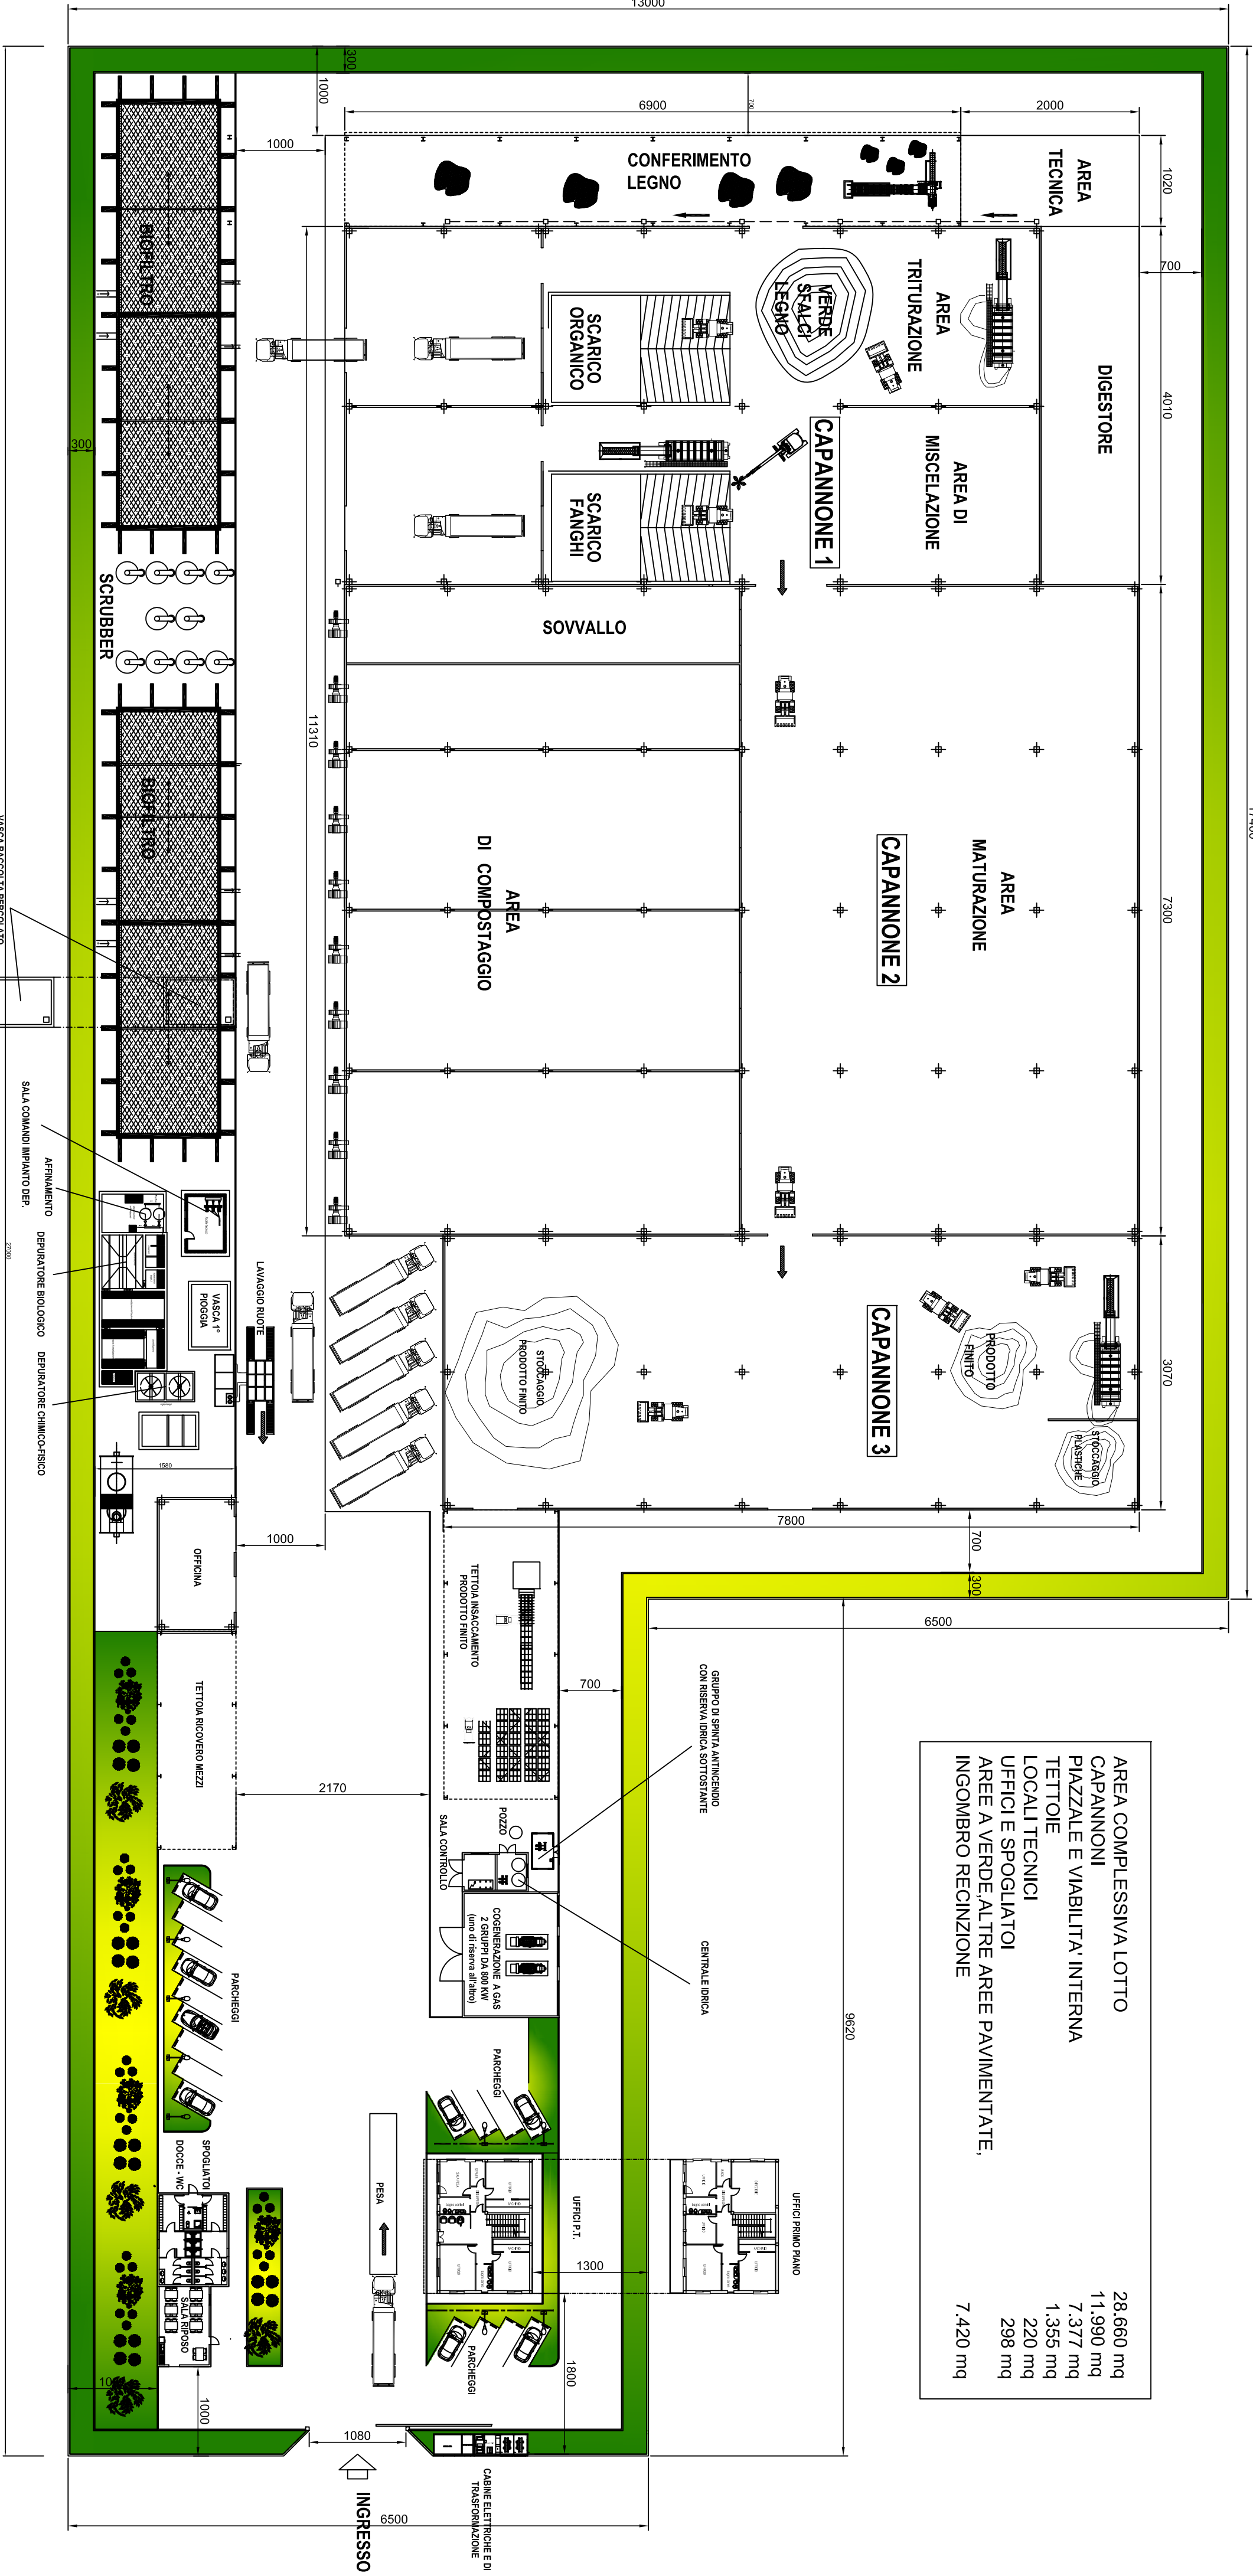 13000
300
1000
1000
6900
700
2000
1020
CONFERIMENTO
LEGNO
AREA
TECNICA
700
4010
VERDE
SFALCI
LEGNO
AREA
TRITURAZIONE
DIGESTORE
SCARICO
ORGANICO
BIOFILTRO
300
CAPANNONE 1
AREA DI
MISCELAZIONE
SCARICO
FANGHI
SCRUBBER
SOVVALLO
11310
BIOFILTRO
AREA
DI COMPOSTAGGIO
CAPANNONE 2
AREA
MATURAZIONE
7300
17400
VASCA RACCOLTA PERCOLATO
SALA COMANDI IMPIANTO DEP.
AFFINAMENTO
DEPURATORE BIOLOGICO
DEPURATORE CHIMICO-FISICO
27000
VASCA 1°
PIOGGIA
LAVAGGIO RUOTE
STOCCAGGIO
PRODOTTO FINITO
CAPANNONE 3
PRODOTTO
FINITO
STOCCAGGIO
PLASTICHE
3070
1580
1000
7800
700
300
6500
OFFICINA
TETTOIA INSACCAMENTO
PRODOTTO FINITO
700
GRUPPO DI SPINTA ANTINCENDIO
CON RISERVA IDRICA SOTTOSTANTE
TETTOIA RICOVERO MEZZI
2170
SALA CONTROLLO
POZZO
COGENERAZIONE A GAS
2 GRUPPI DA 800 KW
(uno di riserva all'altro)
CENTRALE IDRICA
9620
PARCHEGGI
PARCHEGGI
AREA COMPLESSIVA LOTTO 28.660 mq
CAPANNONI 11.990 mq
PIAZZALE E VIABILITA' INTERNA 7.377 mq
TETTOIE 1.355 mq
LOCALI TECNICI 220 mq
UFFICI E SPOGLIATOI 298 mq
AREE A VERDE,ALTRE AREE PAVIMENTATE,
INGOMBRO RECINZIONE 7.420 mq
SPOGLIATOI
DOCCE - WC
PESA
UFFICI P.T.
UFFICI PRIMO PIANO
1300
SALA RIPOSO
PARCHEGGI
1800
1000
1080
INGRESSO
CABINE ELETTRICHE E DI
TRASFORMAZIONE
6500